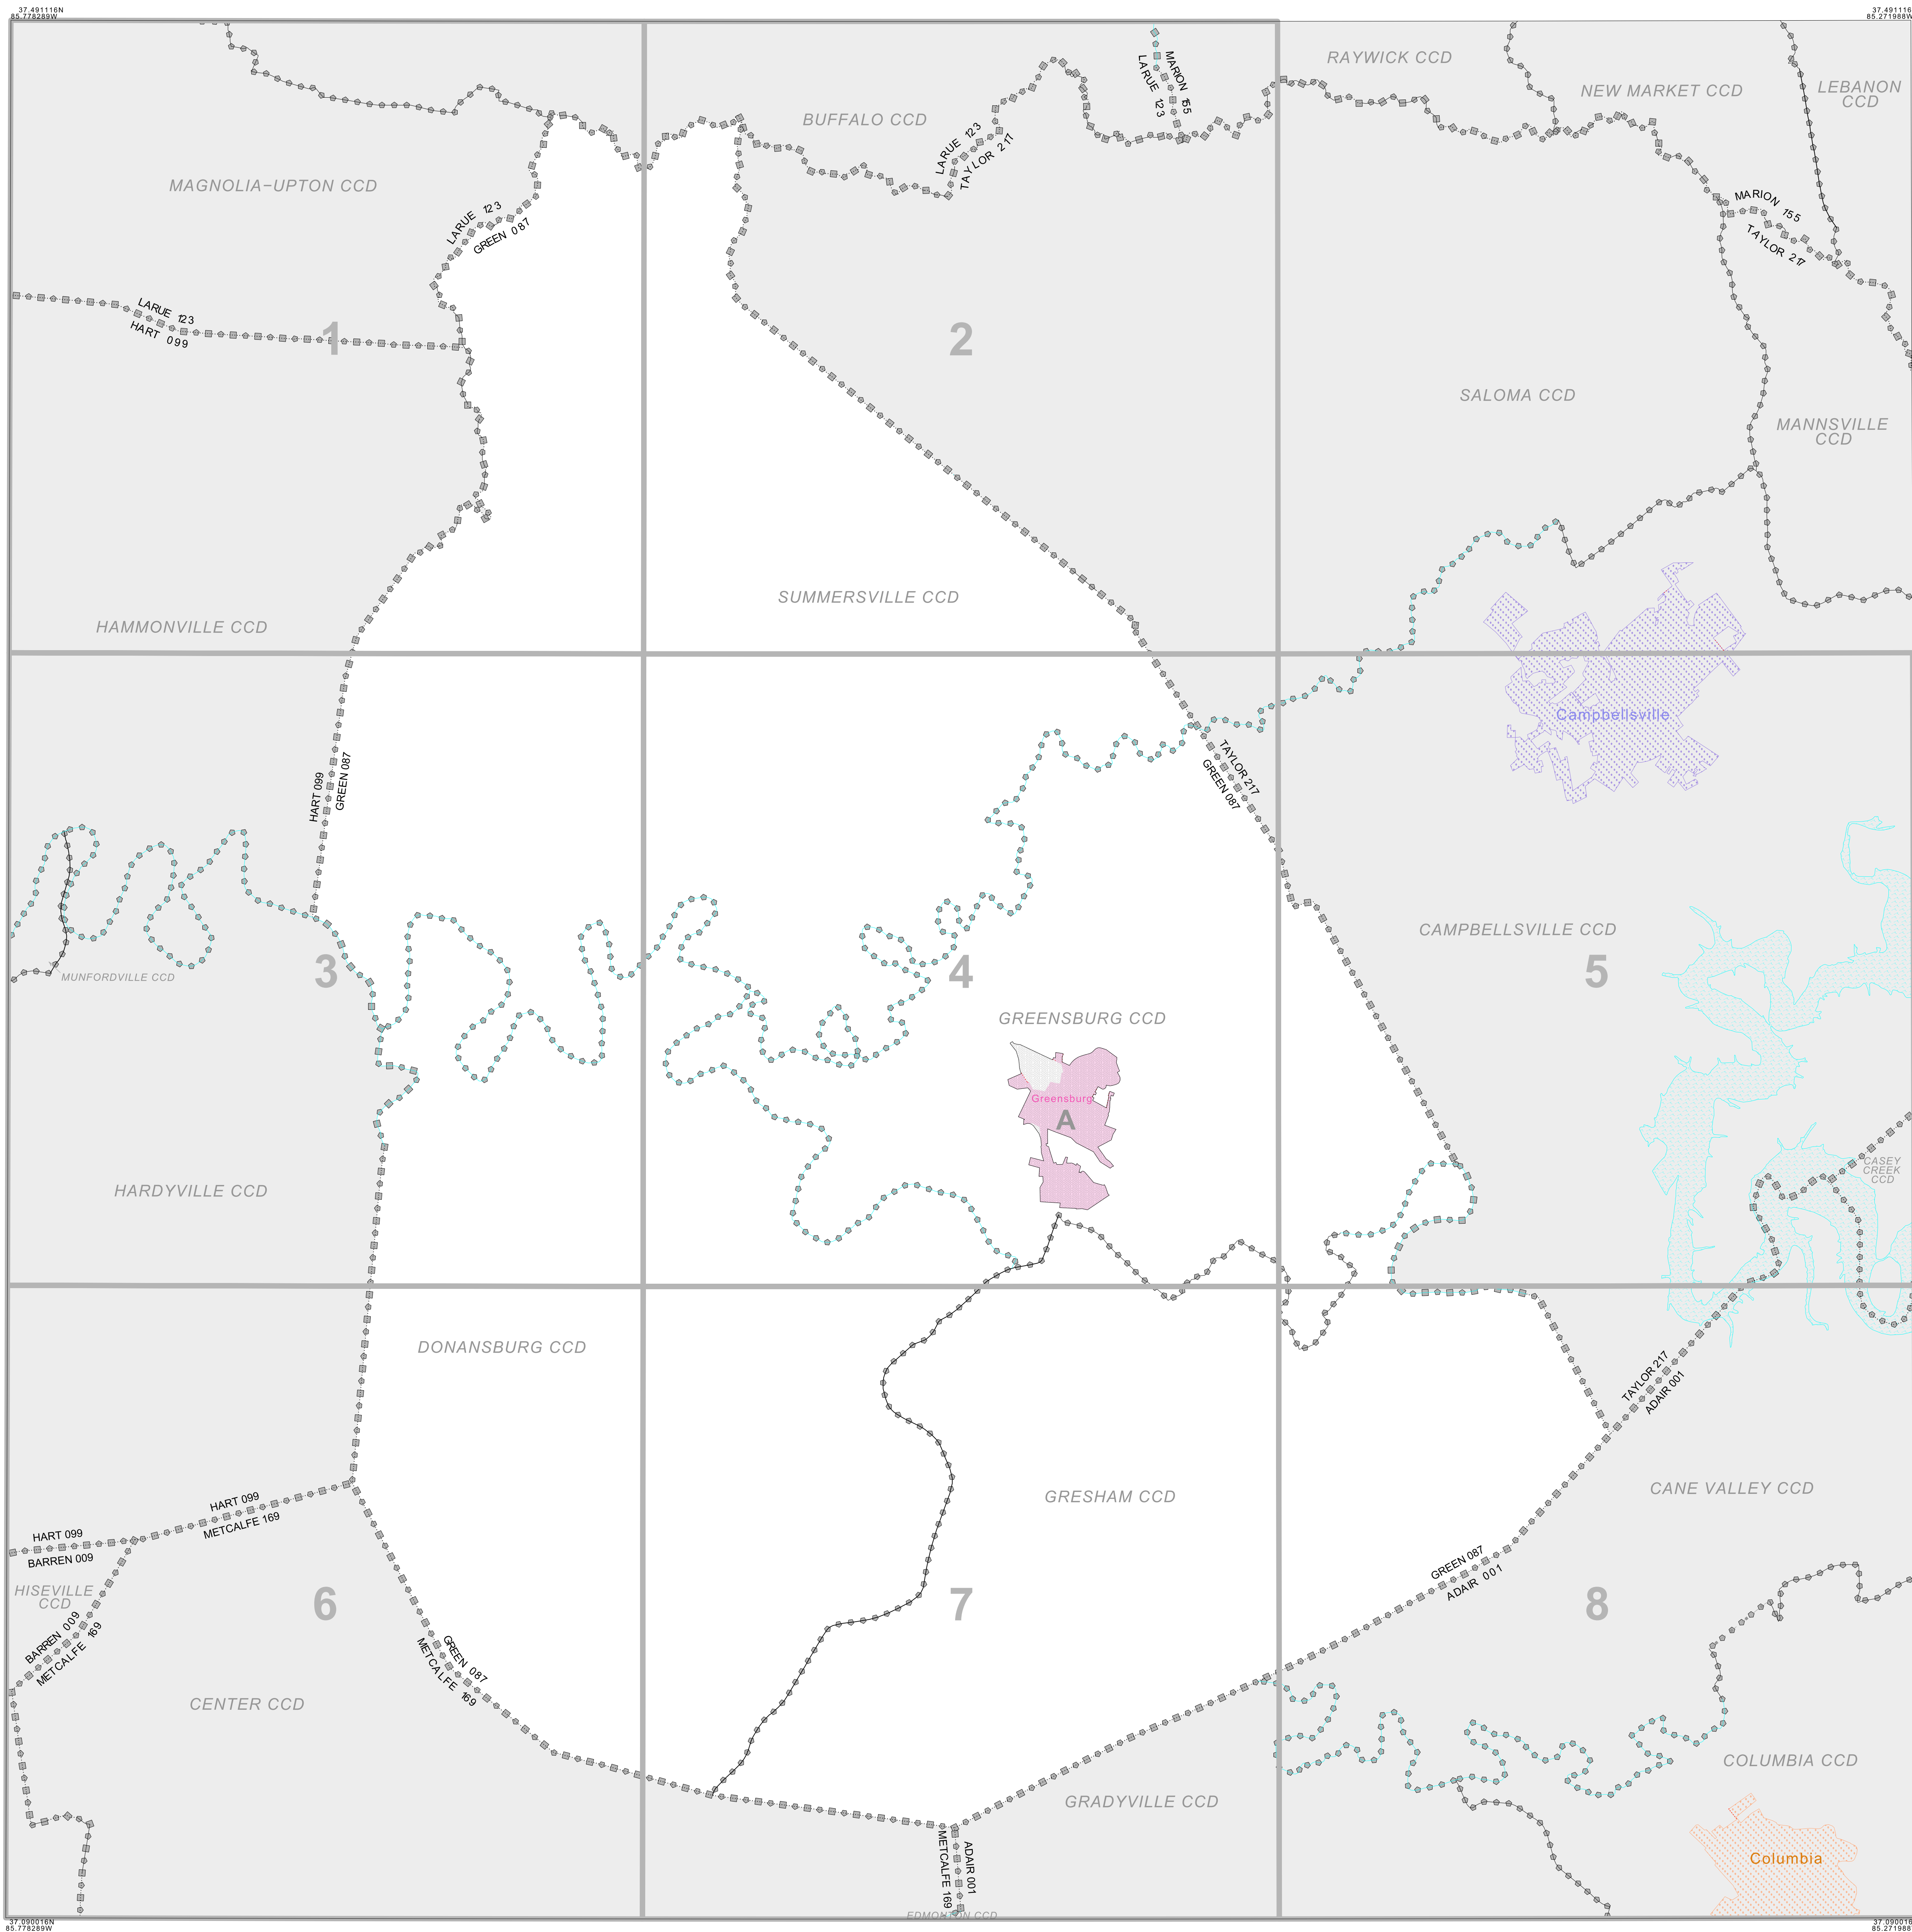 37.491116N
85.778289W
37.491116
85.271988W
RAYWICK CCD
NEW MARKET CCD
LEBANON
CCD
BUFFALO CCD
MARION 155
LARUE 123
LARUE 123
TAYLOR 217
MAGNOLIA-UPTON CCD
LARUE 123
GREEN 087
MARION 155
TAYLOR 217
LARUE 123
HART 099
1
2
SALOMA CCD
MANNSVILLE
CCD
SUMMERSVILLE CCD
HAMMONVILLE CCD
Campbellsville
HART 099
GREEN 087
TAYLOR 217
GREEN 087
CAMPBELLSVILLE CCD
MUNFORDVILLE CCD
3
4
5
GREENSBURG CCD
Greensburg
A
CASEY
CREEK
CCD
HARDYVILLE CCD
DONANSBURG CCD
TAYLOR 217
ADAIR 001
GRESHAM CCD
CANE VALLEY CCD
HART 099
METCALFE 169
HART 099
BARREN 009
HISEVILLE
CCD
GREEN 087
ADAIR 001
6
7
8
BARREN 009
METCALFE 169
GREEN 087
METCALFE 169
CENTER CCD
COLUMBIA CCD
GRADYVILLE CCD
Columbia
METCALFE 169
ADAIR 001
EDMONTON CCD
37.090016N
85.778289W
37.090016
85.271988